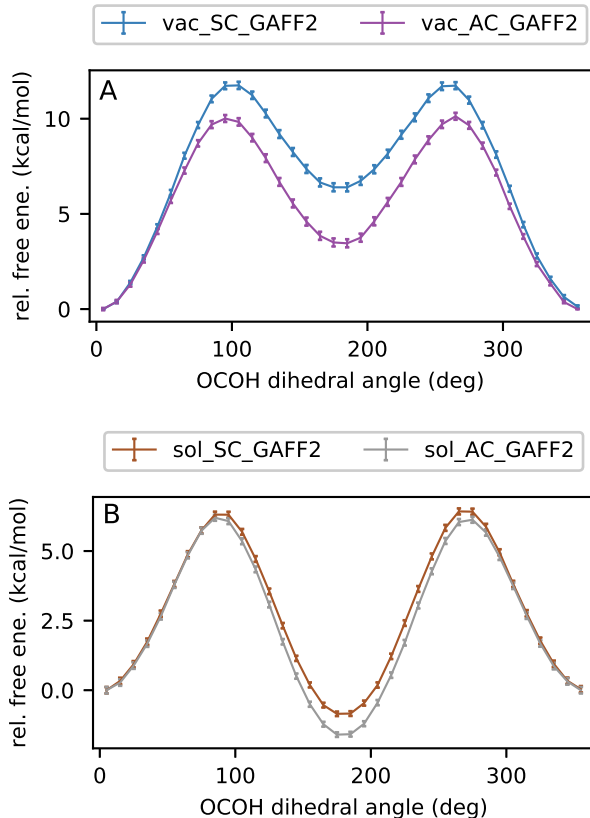 vac_SC_GAFF2 vac_AC_GAFF2
A
rel. free ene. (kcal/mol)
10
5
0
0 100 200 300
OCOH dihedral angle (deg)
sol_SC_GAFF2 sol_AC_GAFF2
B
rel. free ene. (kcal/mol)
5.0
2.5
0.0
0 100 200 300
OCOH dihedral angle (deg)